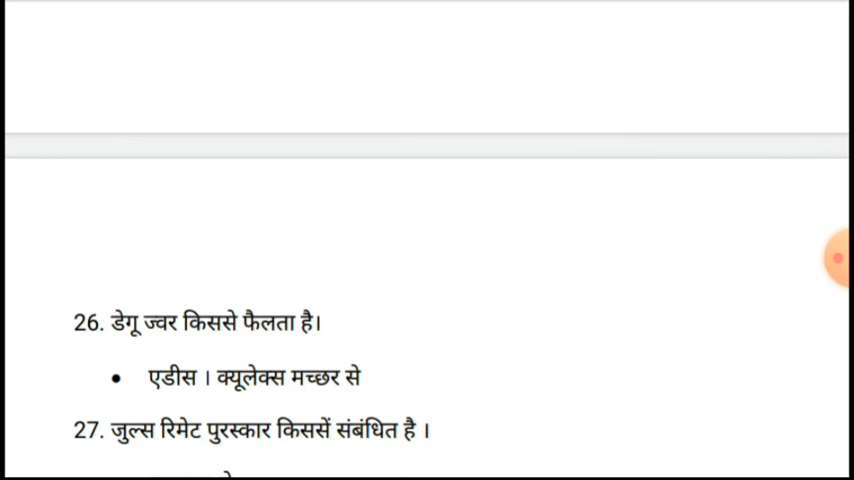 26. डेगू ज्वर किससे फैलता है।
• एडीस । क्यूलेक्स मच्छर से
27. जुल्स रिमेट पुरस्कार किससें संबंधित है ।